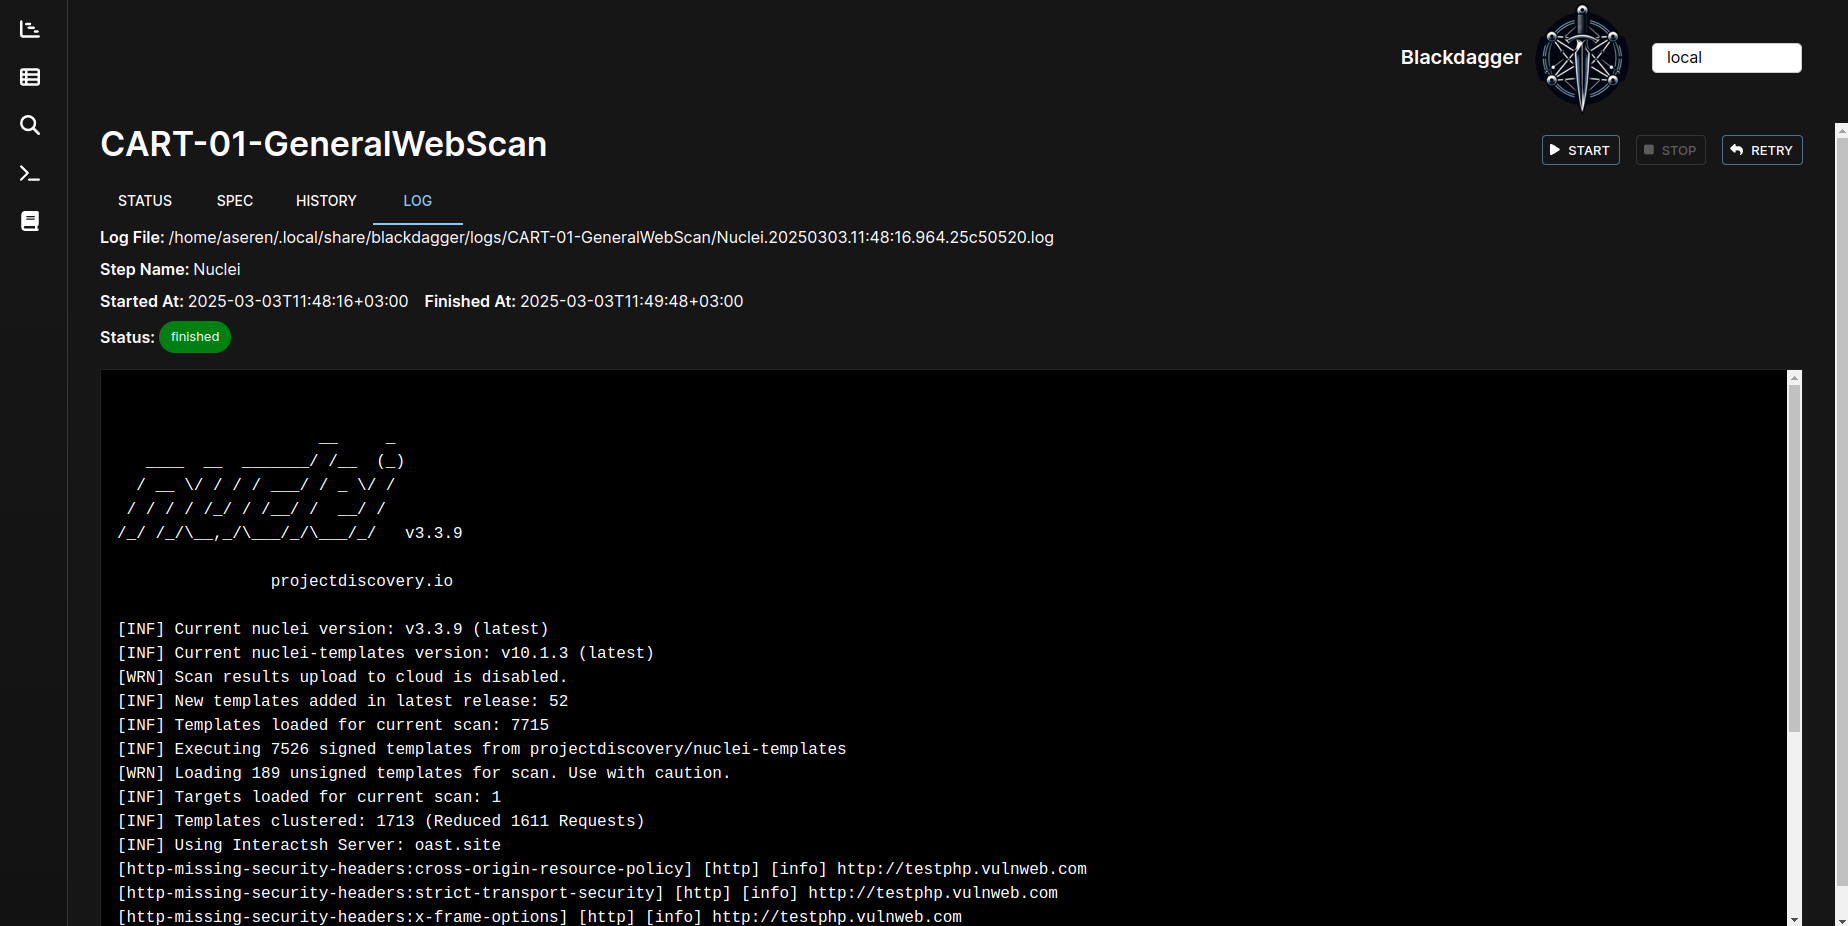 Blackdagger
local
CART-01-GeneralWebScan
START
STOP
RETRY
STATUS
SPEC
HISTORY
LOG
Log File: /home/aseren/.local/share/blackdagger/logs/CART-01-GeneralWebScan/Nuclei.20250303.11:48:16.964.25c50520.log
Step Name: Nuclei
Started At: 2025-03-03T11:48:16+03:00 Finished At: 2025-03-03T11:49:48+03:00
Status: finished
                     __     _
   ____  __  _______/ /__  (_)
  / __ \/ / / / ___/ / _ \/ /
 / / / / /_/ / /__/ /  __/ /
/_/ /_/\__,_/\___/_/\___/_/   v3.3.9
projectdiscovery.io
[INF] Current nuclei version: v3.3.9 (latest)
[INF] Current nuclei-templates version: v10.1.3 (latest)
[WRN] Scan results upload to cloud is disabled.
[INF] New templates added in latest release: 52
[INF] Templates loaded for current scan: 7715
[INF] Executing 7526 signed templates from projectdiscovery/nuclei-templates
[WRN] Loading 189 unsigned templates for scan. Use with caution.
[INF] Targets loaded for current scan: 1
[INF] Templates clustered: 1713 (Reduced 1611 Requests)
[INF] Using Interactsh Server: oast.site
[http-missing-security-headers:cross-origin-resource-policy] [http] [info] http://testphp.vulnweb.com
[http-missing-security-headers:strict-transport-security] [http] [info] http://testphp.vulnweb.com
[http-missing-security-headers:x-frame-options] [http] [info] http://testphp.vulnweb.com